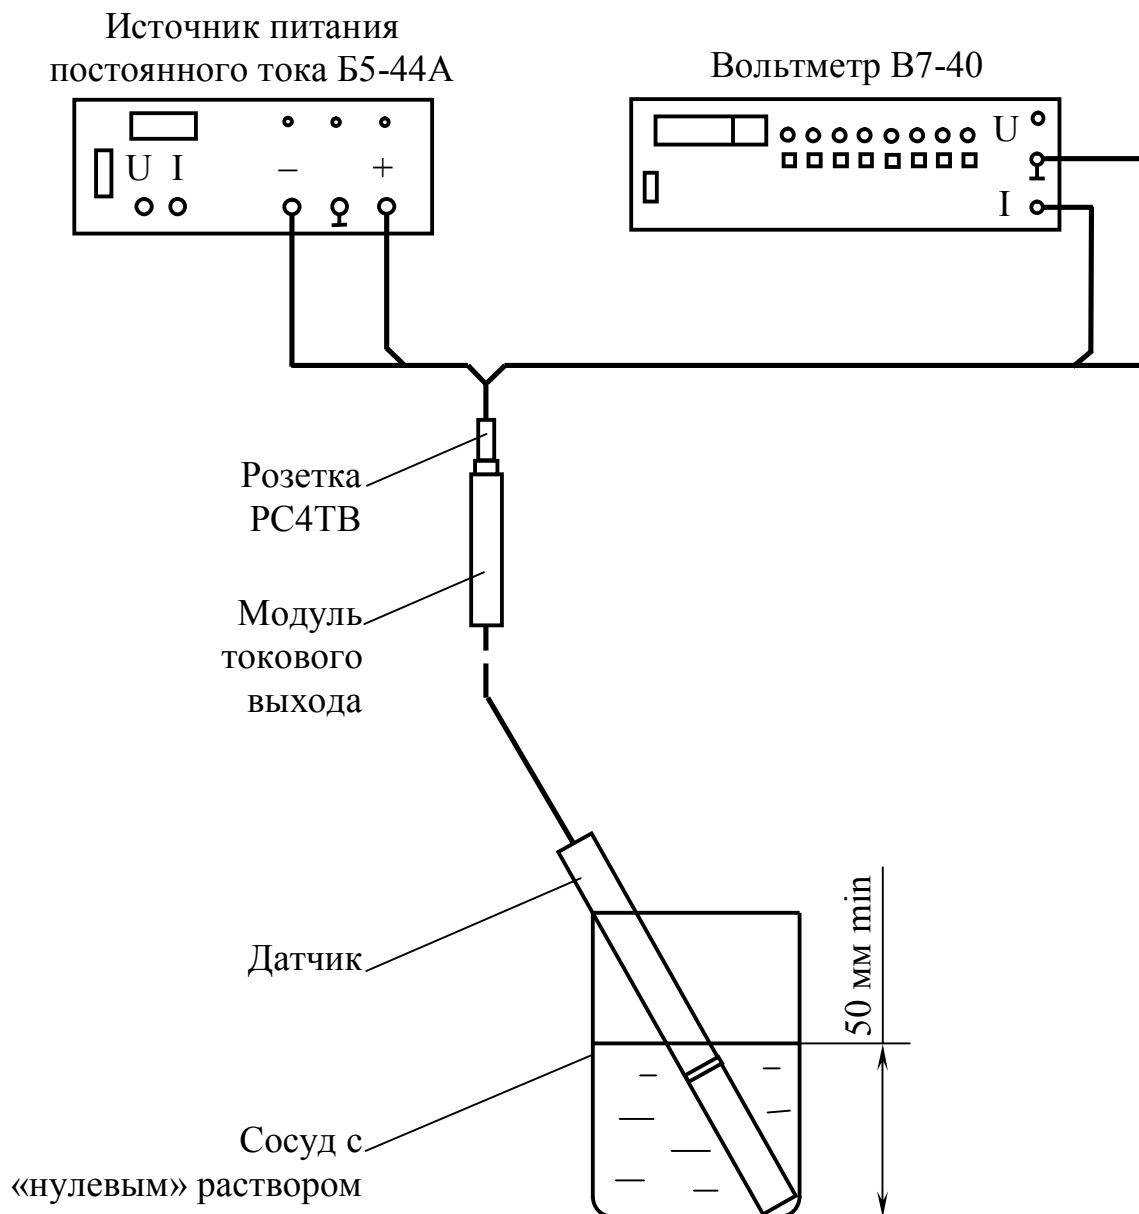 Источник питания
постоянного тока Б5-44А
Вольтметр В7-40
U I
– +
U
I
Розетка
РС4ТВ
Модуль
токового
выхода
Датчик
50 мм min
Сосуд с
«нулевым» раствором